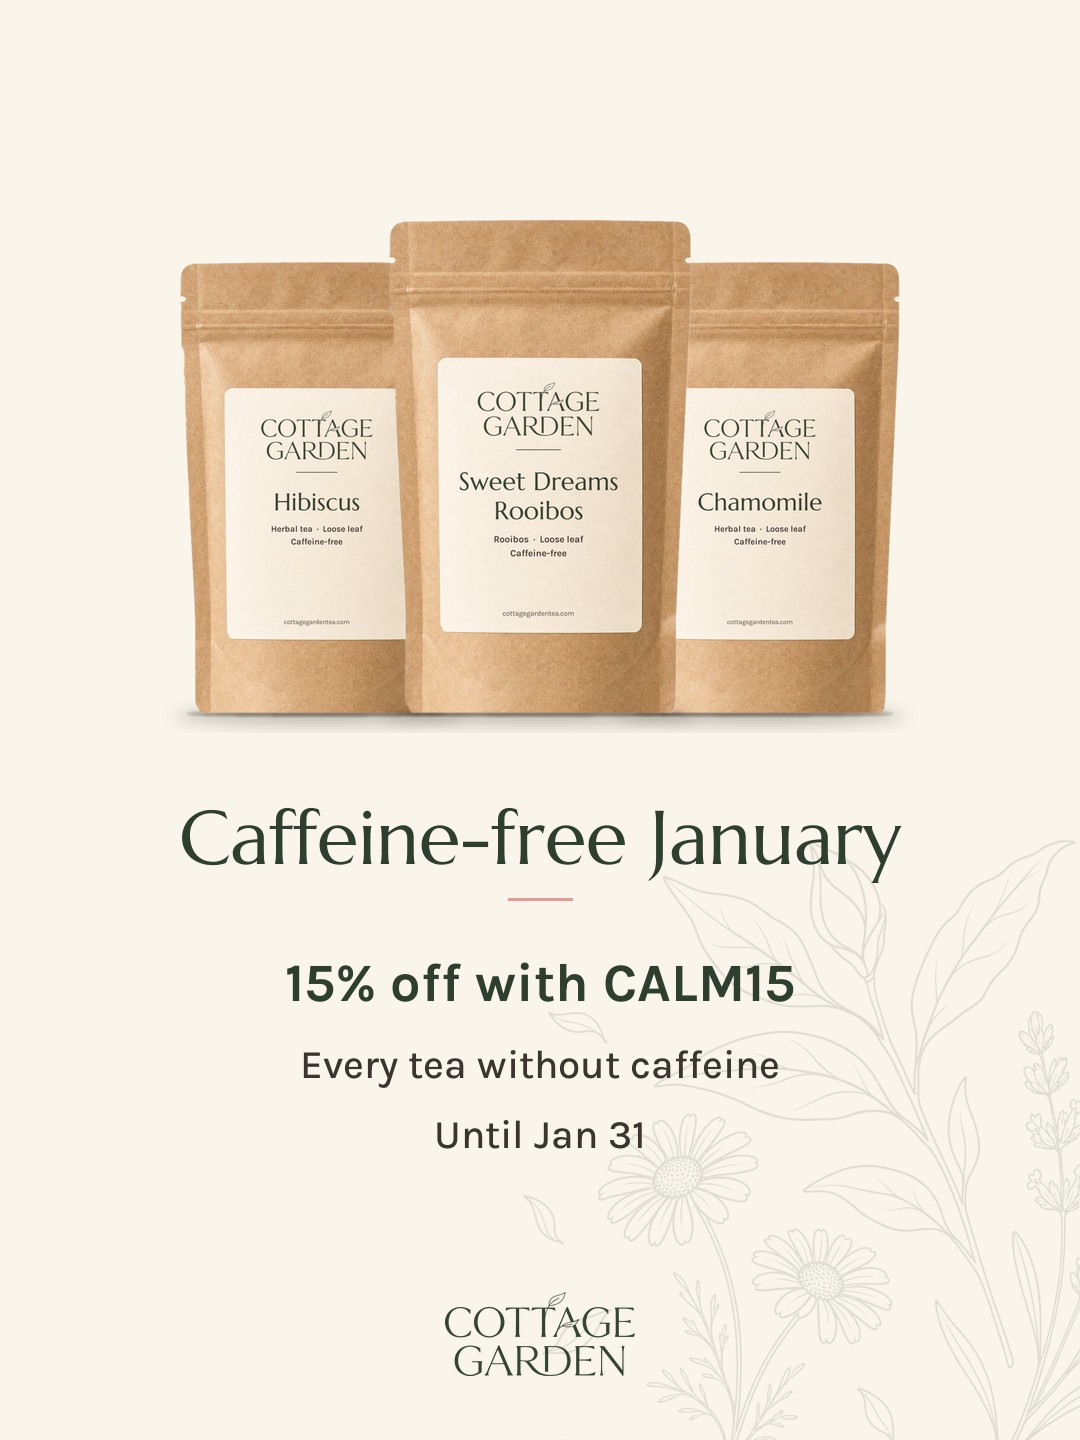 COTTAGE
GARDEN
Hibiscus
Herbal tea · Loose leaf
Caffeine-free
cottagegardentea.com
COTTAGE
GARDEN
Sweet Dreams
Rooibos
Rooibos · Loose leaf
Caffeine-free
cottagegardentea.com
COTTAGE
GARDEN
Chamomile
Herbal tea · Loose leaf
Caffeine-free
cottagegardentea.com
Caffeine-free January
15% off with CALM15
Every tea without caffeine
Until Jan 31
COTTAGE
GARDEN